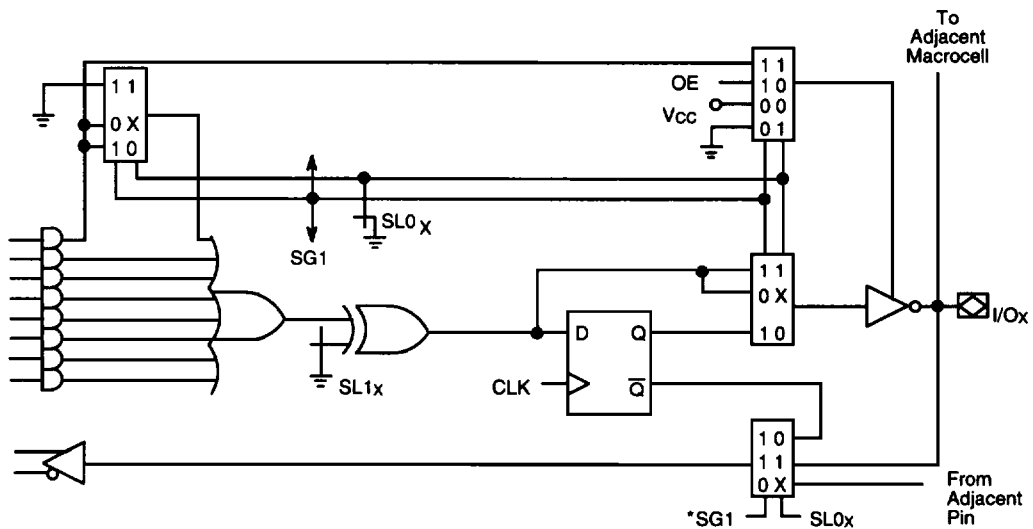 To
Adjacent
Macrocell
1 1
0 X
1 0
OE
VCC
1 1
1 0
0 0
0 1
SG1
SL0X
SL1X
D Q
CLK
Q
1 1
0 X
1 0
I/Ox
1 0
1 1
0 X
*SG1
SL0x
From
Adjacent
Pin